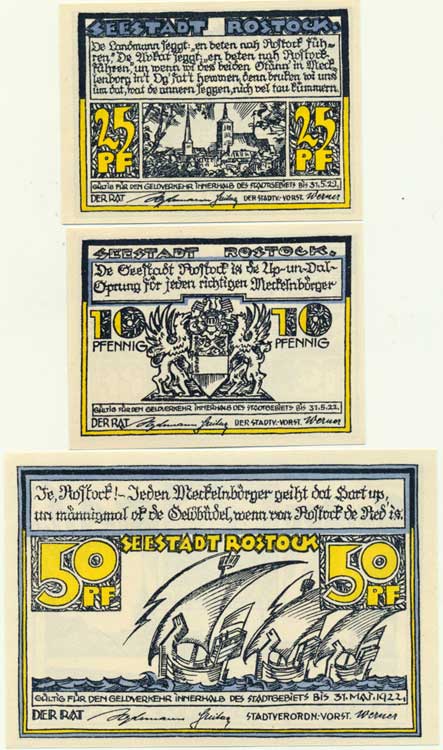 SEESTADT ROSTOCK.
De Landmann seggt: „en beten nah Rostock füh-
ren," De Avkat seggt: „en beten nah Rostock
führen," un wenn wi des' beiden Stänn' in Meck-
lenborg irst Og' fat't hewwen, denn bruken wi uns
um dat, wat de annern seggen, nich vel tau kümmern.
25 PF
25 PF
GÜLTIG FÜR DEN GELDVERKEHR INNERHALB DES STADTGEBIETS BIS 31.5.22.
DER RAT DER STADTV.-VORST. Werner
SEESTADT ROSTOCK.
De Seestadt Rostock is de Up-un-Dal-
Sprung för jeden richtigen Meckelnbörger
10 PFENNIG
10 PFENNIG
GÜLTIG FÜR DEN GELDVERKEHR INNERHALB DES STADTGEBIETS BIS 31.5.22.
DER RAT DER STADTV.-VORST. Werner
Je, Rostock! – Jeden Meckelnbörger geiht dat Hart up,
un männigmal ok de Geldbüdel, wenn von Rostock de Red' is.
SEESTADT ROSTOCK
50 PF
50 PF
GÜLTIG FÜR DEN GELDVERKEHR INNERHALB DES STADTGEBIETS BIS 31. MAI. 1922.
DER RAT STADTVERORDN.-VORST. Werner